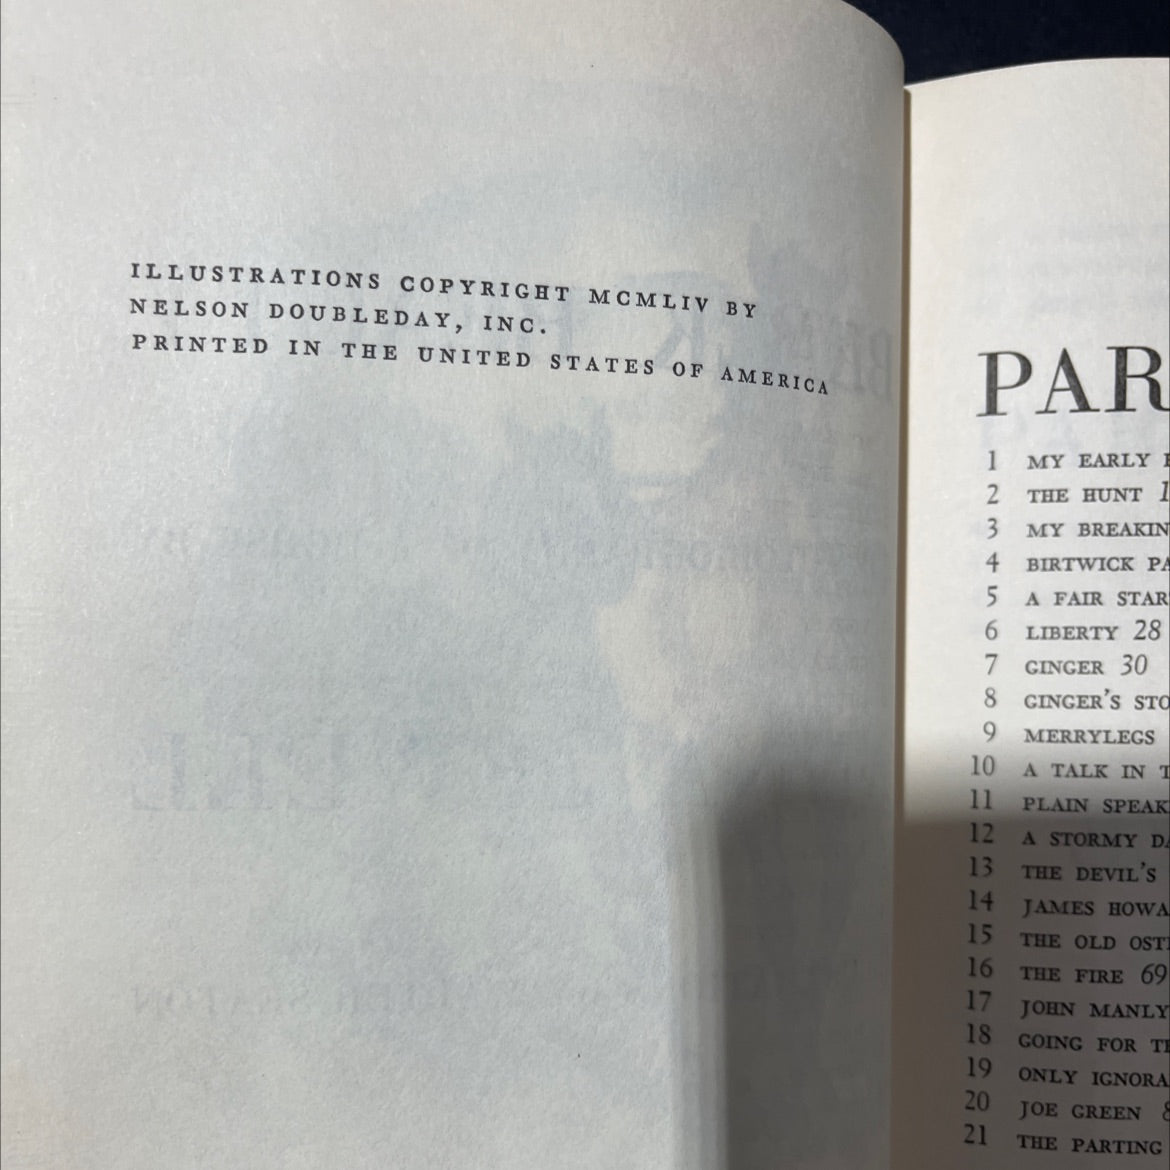 ILLUSTRATIONS COPYRIGHT MCMLIV BY
NELSON DOUBLEDAY, INC.
PRINTED IN THE UNITED STATES OF AMERICA
PAR
1 MY EARLY
2 THE HUNT 1
3 MY BREAKIN
4 BIRTWICK PA
5 A FAIR STAR
6 LIBERTY 28
7 GINGER 30
8 GINGER'S STO
9 MERRYLEGS
10 A TALK IN T
11 PLAIN SPEAK
12 A STORMY DA
13 THE DEVIL'S
14 JAMES HOWA
15 THE OLD OSTL
16 THE FIRE 69
17 JOHN MANLY
18 GOING FOR TH
19 ONLY IGNORA
20 JOE GREEN 8
21 THE PARTING